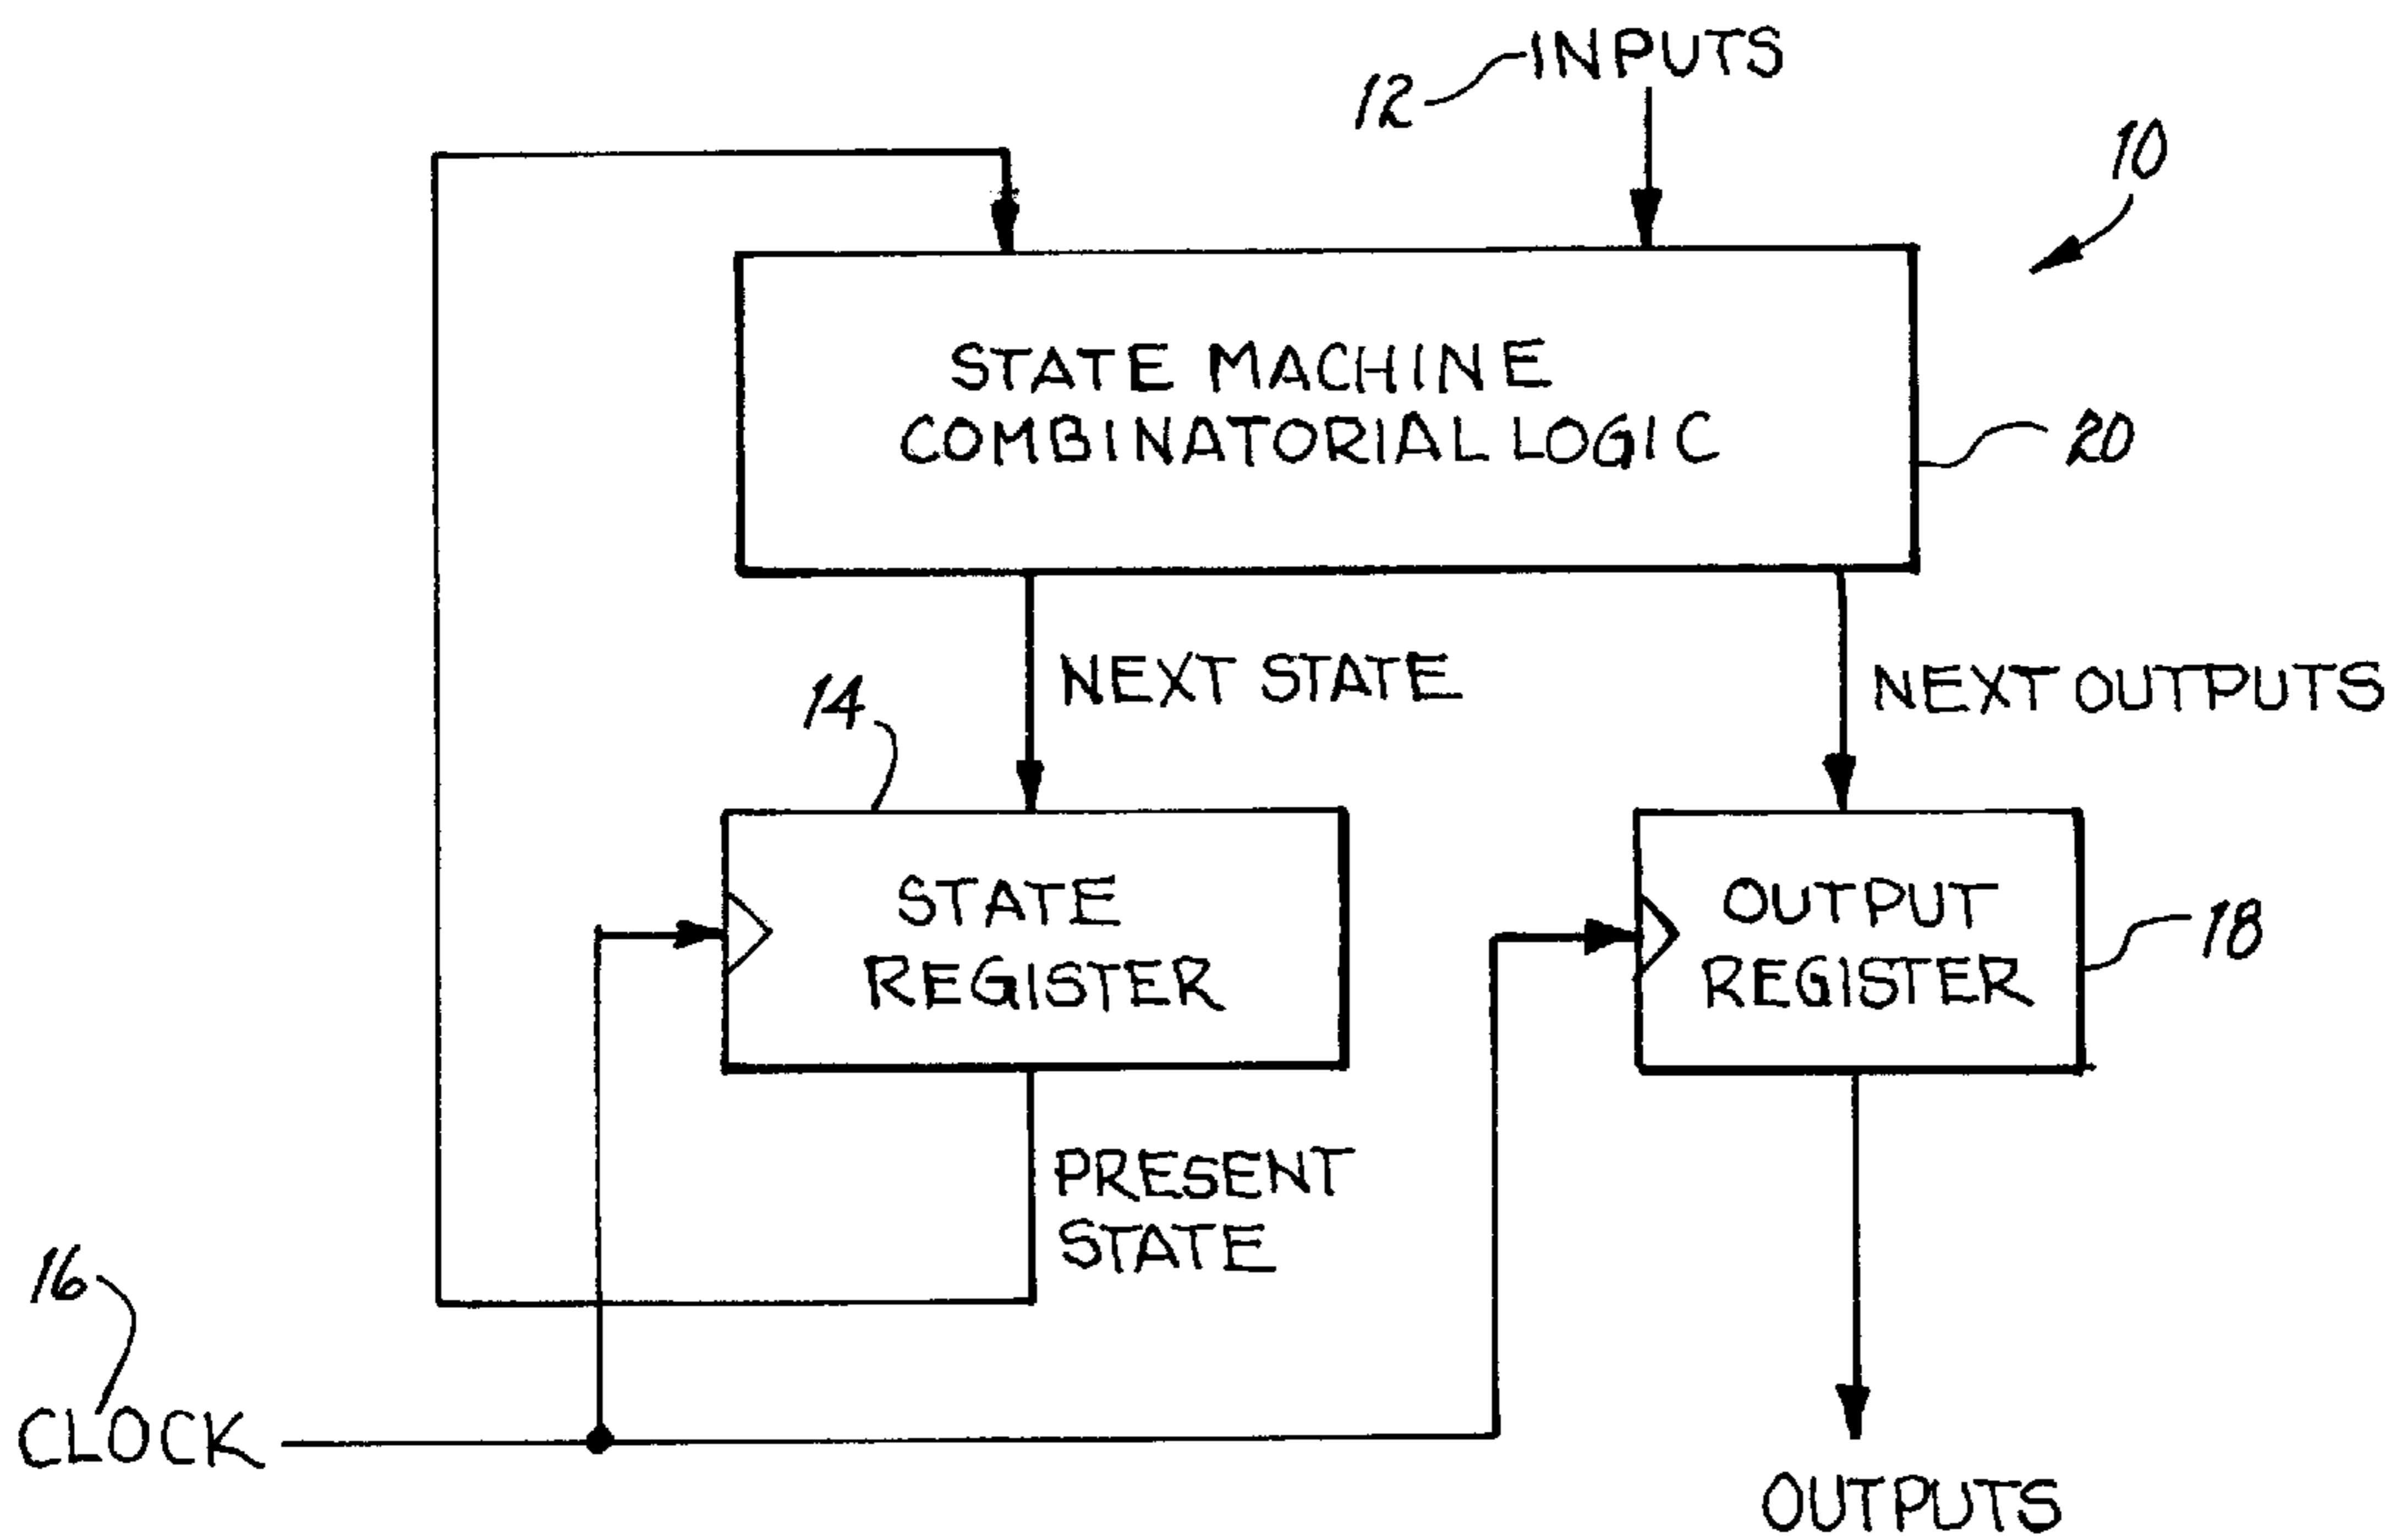 INPUTS
12
10
STATE MACHINE
COMBINATORIAL LOGIC
20
NEXT STATE
NEXT OUTPUTS
14
STATE
REGISTER
OUTPUT
REGISTER
18
PRESENT
STATE
16
CLOCK
OUTPUTS